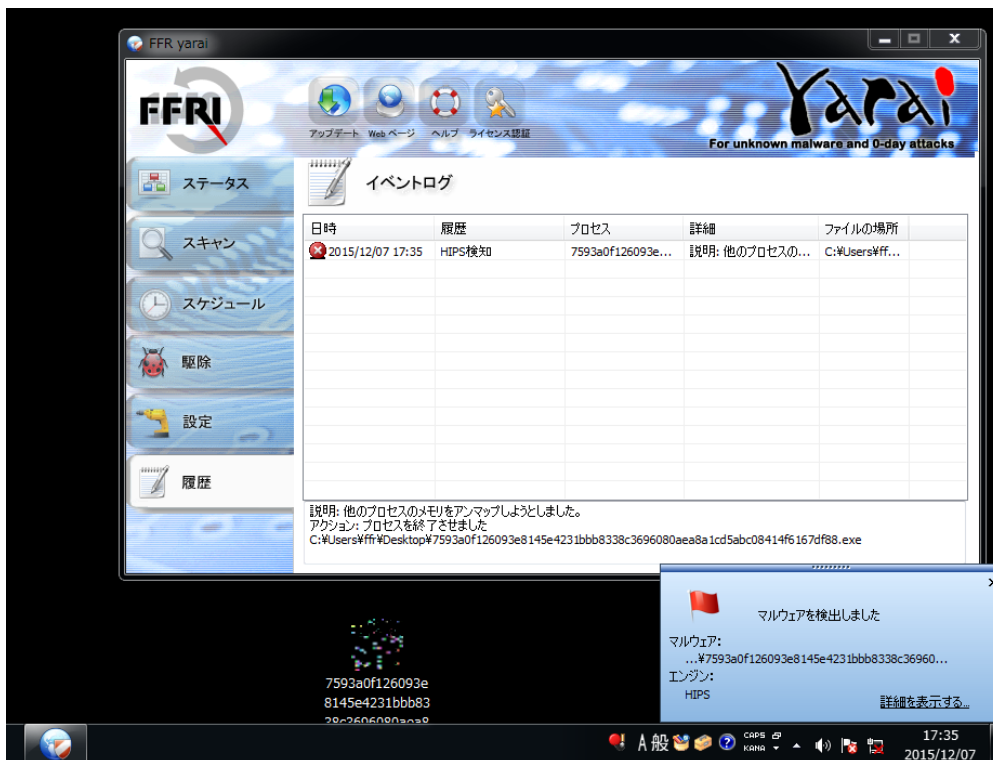 FFR yarai
FFRI
アップデート Web ページ ヘルプ ライセンス認証
Yarai
For unknown malware and 0-day attacks
ステータス
スキャン
スケジュール
駆除
設定
履歴
イベントログ
日時 履歴 プロセス 詳細 ファイルの場所
2015/12/07 17:35 HIPS検知 7593a0f126093e... 説明: 他のプロセスの... C:¥Users¥ff...
説明: 他のプロセスのメモリをアンマップしようとしました。
アクション: プロセスを終了させました
C:¥Users¥ffr¥Desktop¥7593a0f126093e8145e4231bbb8338c3696080aea8a1cd5abc08414f6167df88.exe
マルウェアを検出しました
マルウェア:
...¥7593a0f126093e8145e4231bbb8338c36960...
エンジン:
HIPS
詳細を表示する...
7593a0f126093e
8145e4231bbb83
38c3696080aea8
A 般 CAPS KANA
17:35
2015/12/07